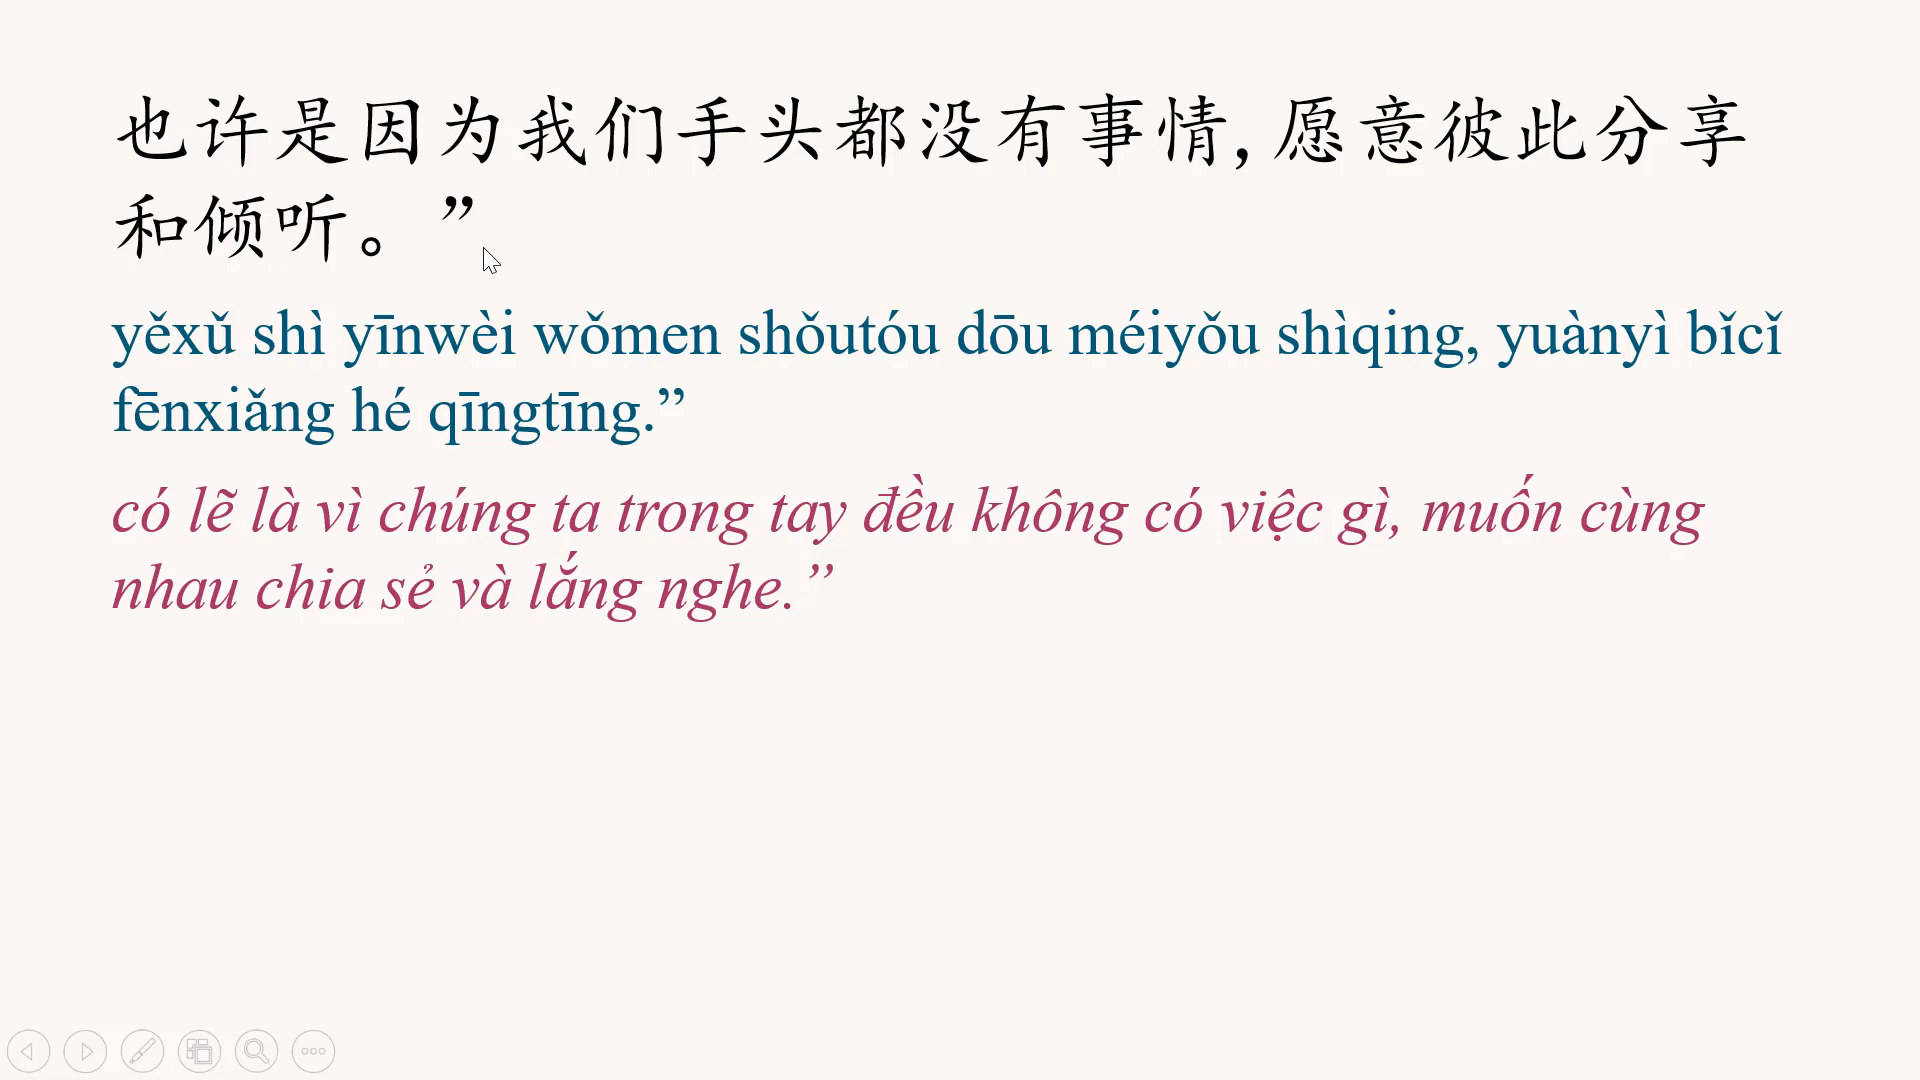 也许是因为我们手头都没有事情,愿意彼此分享
和倾听。”
yěxǔ shì yīnwèi wǒmen shǒutóu dōu méiyǒu shìqing, yuànyì bǐcǐ
fēnxiǎng hé qīngtīng.”
có lẽ là vì chúng ta trong tay đều không có việc gì, muốn cùng
nhau chia sẻ và lắng nghe.”